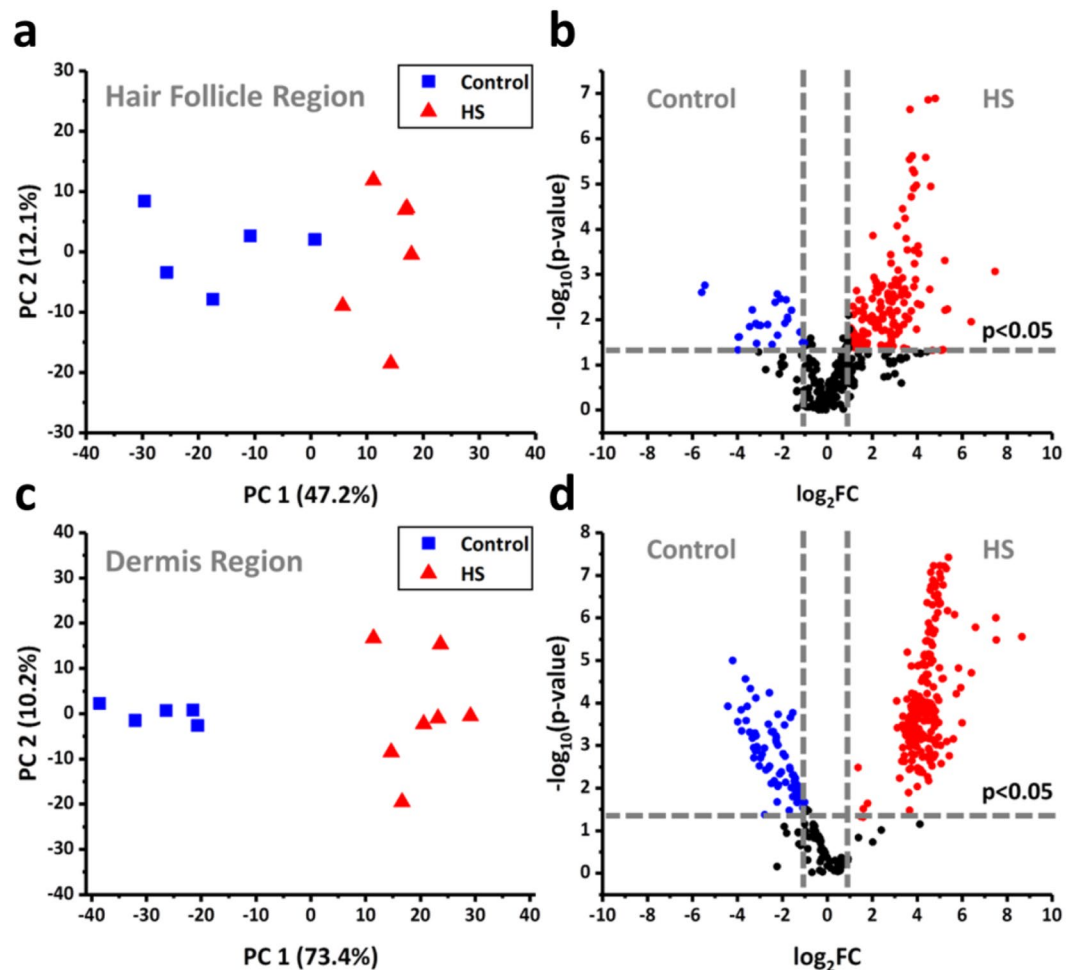 a
Hair Follicle Region
Control
HS
30
20
10
0
-10
-20
-30
PC 2 (12.1%)
-40 -30 -20 -10 0 10 20 30 40
PC 1 (47.2%)
b
Control
HS
7
6
5
4
3
2
1
0
-log₁₀(p-value)
p<0.05
-10 -8 -6 -4 -2 0 2 4 6 8 10
log₂FC
c
Dermis Region
Control
HS
40
30
20
10
0
-10
-20
-30
-40
PC 2 (10.2%)
-40 -30 -20 -10 0 10 20 30 40
PC 1 (73.4%)
d
Control
HS
8
7
6
5
4
3
2
1
0
-log₁₀(p-value)
p<0.05
-10 -8 -6 -4 -2 0 2 4 6 8 10
log₂FC